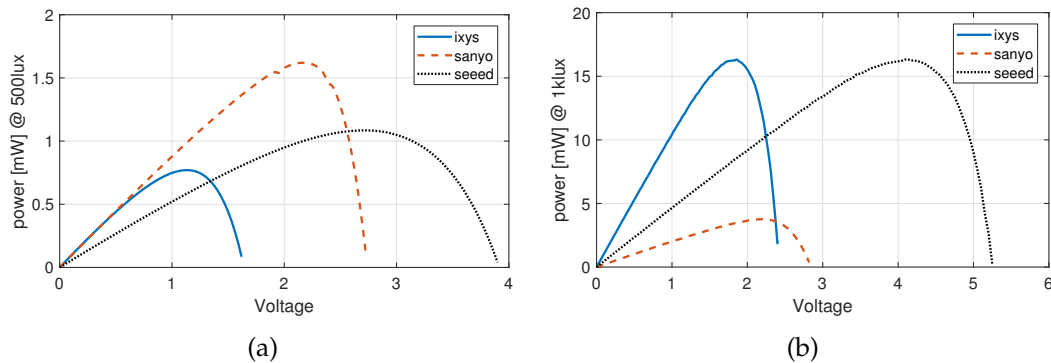 power [mW] @ 500lux
2
1.5
1
0.5
0
0
1
2
3
4
Voltage
ixys
sanyo
seeed
(a)
power [mW] @ 1klux
20
15
10
5
0
0
1
2
3
4
5
6
Voltage
ixys
sanyo
seeed
(b)